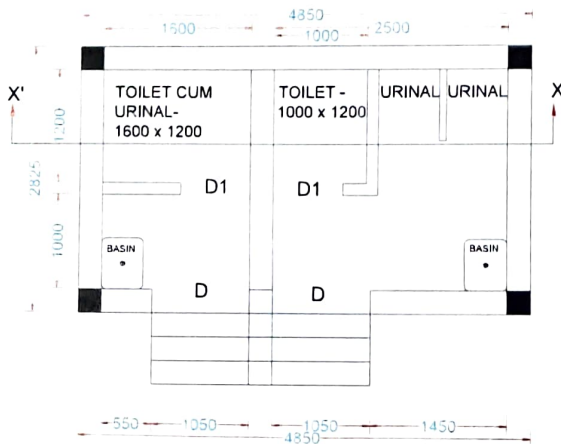 4850
1600
2500
1000
X'
X
TOILET CUM
URINAL-
1600 x 1200
TOILET -
1000 x 1200
URINAL
URINAL
1200
2825
D1
D1
1000
BASIN
BASIN
D
D
550
1050
1050
1450
4850